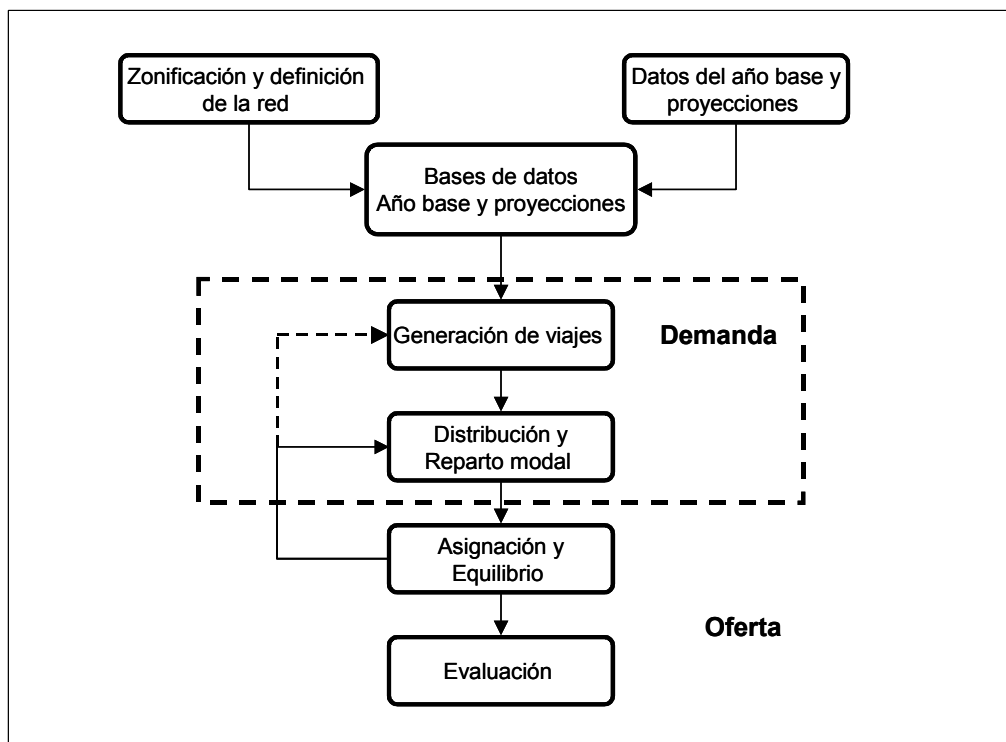 Zonificación y definición
de la red
Datos del año base y
proyecciones
Bases de datos
Año base y proyecciones
Generación de viajes
Demanda
Distribución y
Reparto modal
Asignación y
Equilibrio
Oferta
Evaluación